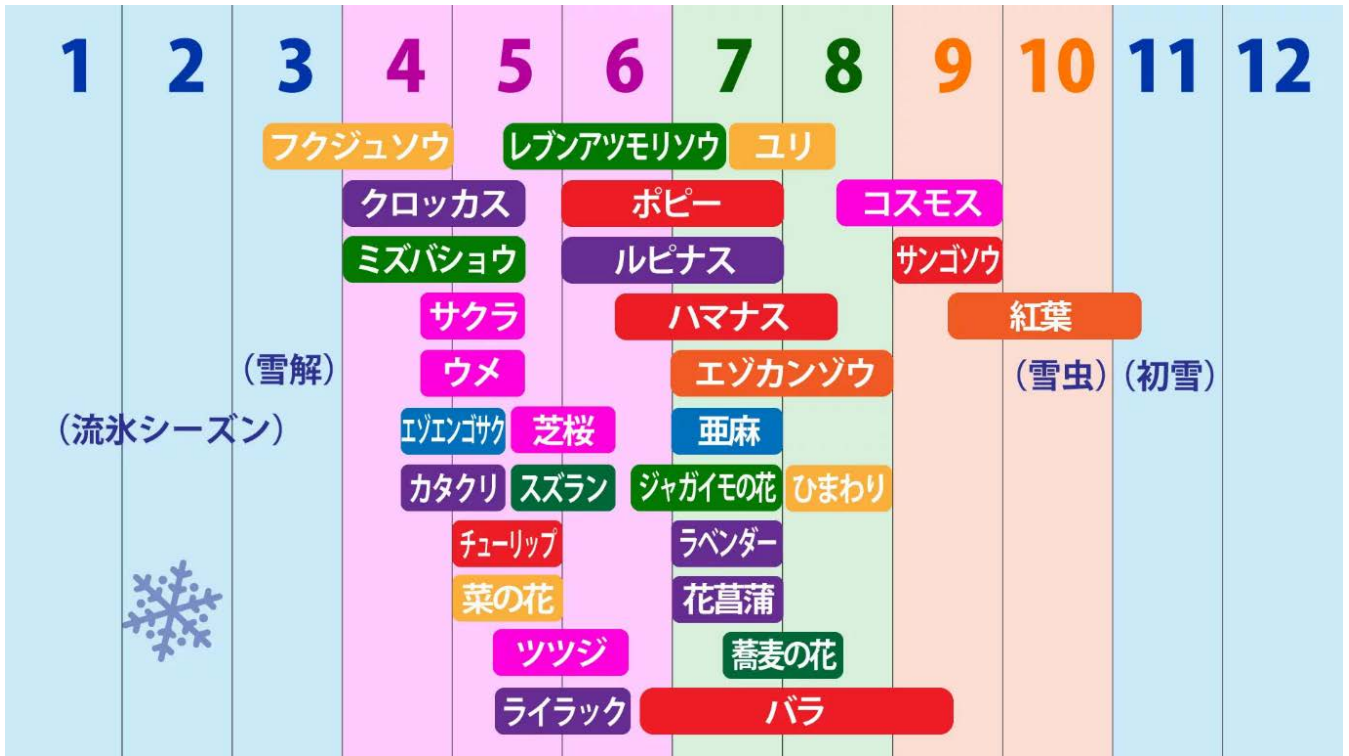 1 2 3 4 5 6 7 8 9 10 11 12
フクジュソウ レブンアツモリソウ ユリ
クロッカス ポピー コスモス
ミズバショウ ルピナス サンゴソウ
サクラ ハマナス 紅葉
(雪解) ウメ エゾカンゾウ (雪虫) (初雪)
(流氷シーズン) エゾエンゴサク 芝桜 亜麻
カタクリ スズラン ジャガイモの花 ひまわり
チューリップ ラベンダー
菜の花 花菖蒲
ツツジ 蕎麦の花
ライラック バラ